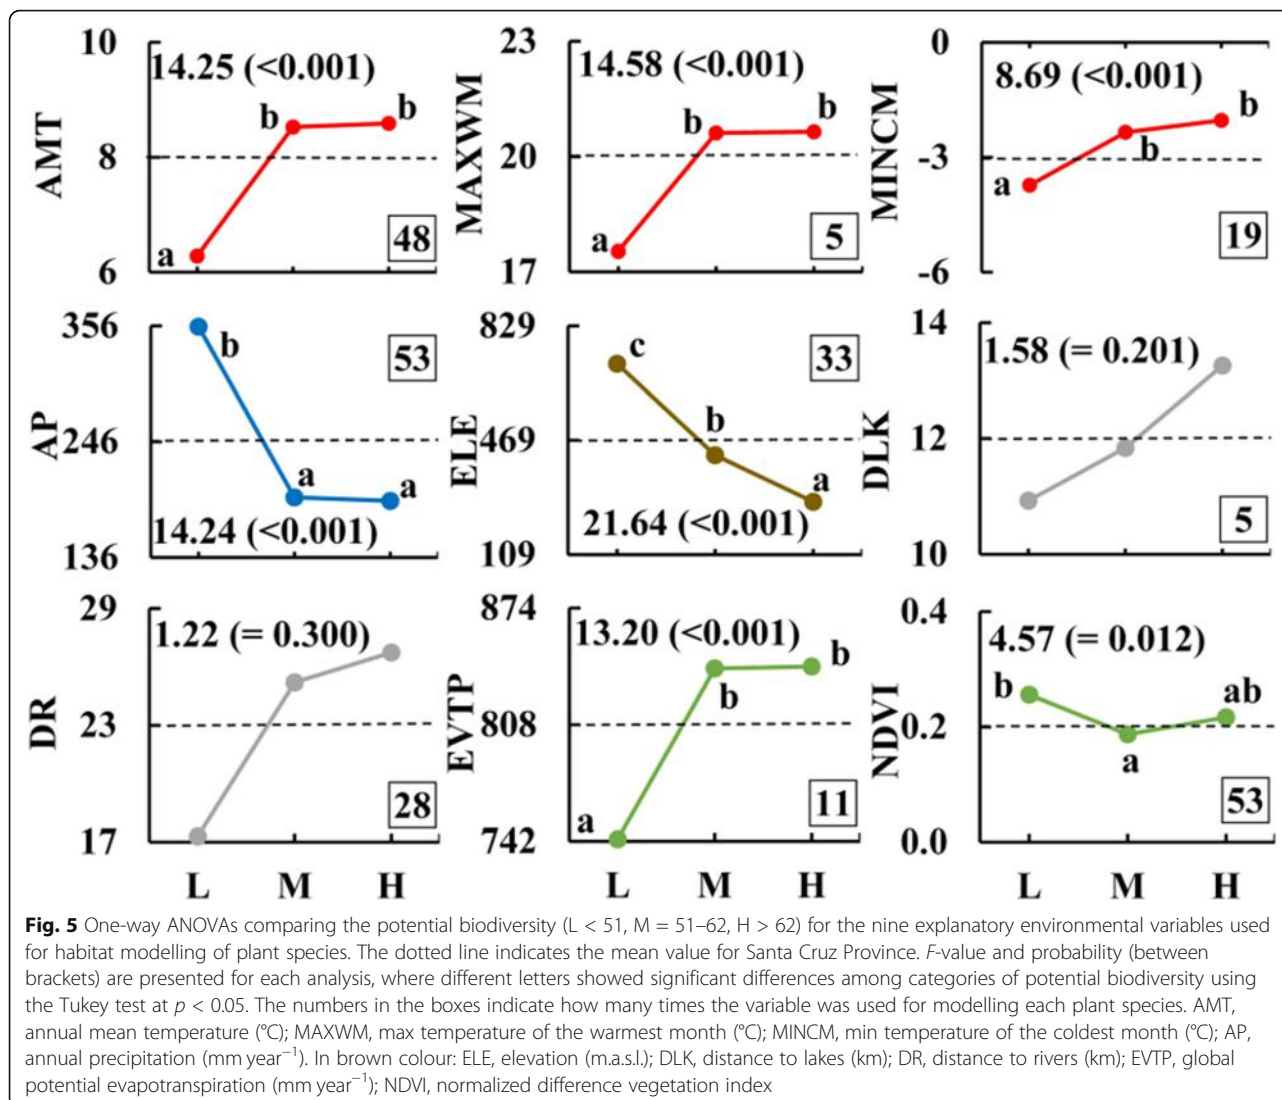 AMT
10
8
6
14.25 (<0.001)
a
b
b
48
MAXWM
23
20
17
14.58 (<0.001)
a
b
b
5
MINCM
0
-3
-6
8.69 (<0.001)
a
b
b
19
AP
356
246
136
b
a
a
53
14.24 (<0.001)
ELE
829
469
109
c
b
a
33
21.64 (<0.001)
DLK
14
12
10
1.58 (= 0.201)
5
DR
29
23
17
1.22 (= 0.300)
28
L M H
EVTP
874
808
742
13.20 (<0.001)
a
b
b
11
L M H
NDVI
0.4
0.2
0.0
4.57 (= 0.012)
b
a
ab
53
L M H
Fig. 5 One-way ANOVAs comparing the potential biodiversity (L < 51, M = 51–62, H > 62) for the nine explanatory environmental variables used
for habitat modelling of plant species. The dotted line indicates the mean value for Santa Cruz Province. F-value and probability (between
brackets) are presented for each analysis, where different letters showed significant differences among categories of potential biodiversity using
the Tukey test at p < 0.05. The numbers in the boxes indicate how many times the variable was used for modelling each plant species. AMT,
annual mean temperature (°C); MAXWM, max temperature of the warmest month (°C); MINCM, min temperature of the coldest month (°C); AP,
annual precipitation (mm year⁻¹). In brown colour: ELE, elevation (m.a.s.l.); DLK, distance to lakes (km); DR, distance to rivers (km); EVTP, global
potential evapotranspiration (mm year⁻¹); NDVI, normalized difference vegetation index